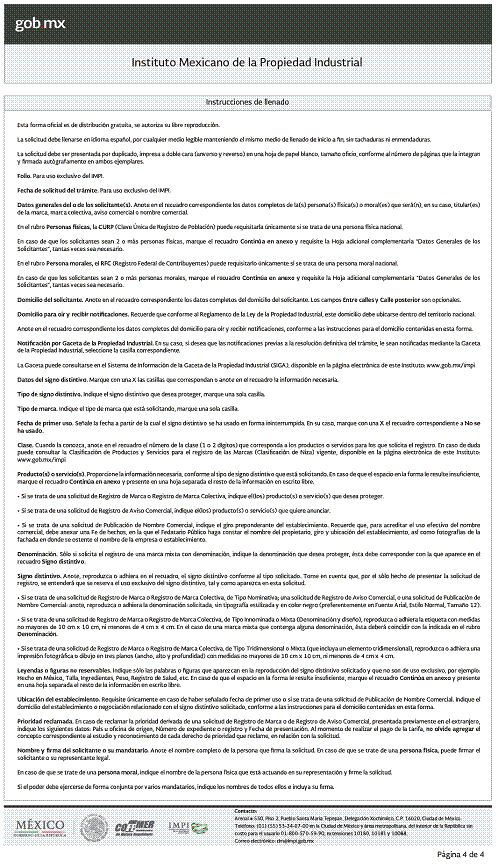 gob mx
Instituto Mexicano de la Propiedad Industrial
Instrucciones de llenado
Esta forma oficial es de distribución gratuita, se autoriza su libre reproducción.
La solicitud debe llenarse en idioma español, por cualquier medio legible manteniendo el mismo medio de llenado de inicio a fin, sin tachaduras ni enmendaduras.
La solicitud debe ser presentada por duplicado, impresa a doble cara (anverso y reverso) en una hoja de papel blanco, tamaño oficio, conforme al número de páginas que la integran
y firmada autógrafamente en ambos ejemplares.
Folio. Para uso exclusivo del IMPI.
Fecha de solicitud del trámite. Para uso exclusivo del IMPI.
Datos generales del o de los solicitante(s). Anote en el recuadro correspondiente los datos completos de la(s) persona(s) física(s) o moral(es) que será(n), en su caso, titular(es)
de la marca, marca colectiva, aviso comercial o nombre comercial.
En el rubro Personas físicas, la CURP (Clave Única de Registro de Población) puede requisitarla únicamente si se trate de una persona física nacional.
En caso de que los solicitantes sean 2 o más personas físicas, marque el recuadro Continúa en anexo y requisite la Hoja adicional complementaria "Datos Generales de los
Solicitantes", tantas veces sea necesario.
En el rubro Persona morales, el RFC (Registro Federal de Contribuyentes) puede requisitarlo únicamente si se trate de una persona moral nacional.
En caso de que los solicitantes sean 2 o más personas morales, marque el recuadro Continúa en anexo y requisite la Hoja adicional complementaria "Datos Generales de los
Solicitantes", tantas veces sea necesario.
Domicilio del solicitante. Anote en el recuadro correspondiente los datos completos del domicilio del solicitante. Los campos Entre calles y Calle posterior son opcionales.
Domicilio para oír y recibir notificaciones. Recuerde que conforme al Reglamento de la Ley de la Propiedad Industrial, este domicilio debe ubicarse dentro del territorio nacional.
Anote en el recuadro correspondiente los datos completos del domicilio para oír y recibir notificaciones, conforme a las instrucciones para el domicilio contenidas en esta forma.
Notificación por Gaceta de la Propiedad Industrial. En su caso, si desea que las notificaciones previas a la resolución definitiva del trámite, le sean notificadas mediante la Gaceta
de la Propiedad Industrial, seleccione la casilla correspondiente.
La Gaceta puede consultarse en el Sistema de Información de la Gaceta de la Propiedad Industrial (SIGA), disponible en la página electrónica de este Instituto: www.gob.mx/impi
Datos del signo distintivo. Marque con una X las casillas que correspondan o anote en el recuadro la información necesaria.
Tipo de signo distintivo. Indique el signo distintivo que desea proteger, marque una sola casilla.
Tipo de marca. Indique el tipo de marca que está solicitando, marque una sola casilla.
Fecha de primer uso. Señale la fecha a partir de la cual el signo distintivo se ha usado en forma ininterrumpida. En su caso, marque con una X el recuadro correspondiente a No se
ha usado.
Clase. Cuando la conozca, anote en el recuadro el número de la clase (1 o 2 dígitos) que corresponda a los productos o servicios para los que solicita el registro. En caso de duda
puede consultar la Clasificación de Productos y Servicios para el registro de las Marcas (Clasificación de Niza) vigente, disponible en la página electrónica de este Instituto:
www.gob.mx/impi
Producto(s) o servicio(s). Proporcione la información necesaria, conforme al tipo de signo distintivo que está solicitando. En caso de que el espacio en la forma le resulte insuficiente,
marque el recuadro Continúa en anexo y presente en una hoja separada el resto de la información en escrito libre.
• Si se trata de una solicitud de Registro de Marca o Registro de Marca Colectiva, indique el(los) producto(s) o servicio(s) que desea proteger.
• Si se trata de una solicitud de Registro de Aviso Comercial, indique el(los) producto(s) o servicio(s) que quiere anunciar.
• Si se trata de una solicitud de Publicación de Nombre Comercial, indique el giro preponderante del establecimiento. Recuerde que, para acreditar el uso efectivo del nombre
comercial, debe anexar una Fe de hechos, en la que el Fedatario Público haga constar el nombre del propietario, giro y ubicación del establecimiento, así como fotografías de la
fachada en donde se ostente el nombre de la empresa o establecimiento.
Denominación. Sólo si solicita el registro de una marca mixta con denominación, indique la denominación que desea proteger, ésta debe corresponder con la que aparece en el
recuadro Signo distintivo.
Signo distintivo. Anote, reproduzca o adhiera en el recuadro, el signo distintivo conforme al tipo solicitado. Tome en cuenta que, por el sólo hecho de presentar la solicitud de
registro, se entenderá que se reserva el uso exclusivo del signo distintivo, tal y como aparezca en esta solicitud.
• Si se trata de una solicitud de Registro de Marca o Registro de Marca Colectiva, de Tipo Nominativa; una solicitud de Registro de Aviso Comercial, o una solicitud de Publicación de
Nombre Comercial: anote, reproduzca o adhiera la denominación solicitada, sin tipografía estilizada y en color negro (preferentemente en Fuente Arial, Estilo Normal, Tamaño 12).
• Si se trata de una solicitud de Registro de Marca o Registro de Marca Colectiva, de Tipo Innominada o Mixta (Denominación y diseño), reproduzca o adhiera la etiqueta con medidas
no mayores de 10 cm x 10 cm, ni menores de 4 cm x 4 cm. En el caso de una marca mixta que contenga alguna denominación, ésta deberá coincidir con la indicada en el rubro
Denominación.
• Si se trata de una solicitud de Registro de Marca o Registro de Marca Colectiva, de Tipo Tridimensional o Mixta (que incluya un elemento tridimensional), reproduzca o adhiera una
impresión fotográfica o dibujo en tres planos (ancho, alto y profundidad) con medidas no mayores de 10 cm x 10 cm, ni menores de 4 cm x 4 cm.
Leyendas o figuras no reservables. Indique sólo las palabras o figuras que aparezcan en la reproducción del signo distintivo solicitado y que no son de uso exclusivo, por ejemplo:
Hecho en México, Talla, Ingredientes, Peso, Registro de Salud, etc. En caso de que el espacio en la forma le resulte insuficiente, marque el recuadro Continúa en anexo y presente
en una hoja separada el resto de la información en escrito libre.
Ubicación del establecimiento. Requisite únicamente en caso de haber señalado fecha de primer uso o si se trate de una solicitud de Publicación de Nombre Comercial. Indique el
domicilio del establecimiento o negociación relacionado con el signo distintivo solicitado, conforme a las instrucciones para el domicilio contenidas en esta forma.
Prioridad reclamada. En caso de reclamar la prioridad derivada de una solicitud de Registro de Marca o de Registro de Aviso Comercial, presentada previamente en el extranjero,
indique los siguientes datos: País u oficina de origen, Número de expediente o registro y Fecha de presentación. Al momento de realizar el pago de la tarifa, no olvide agregar el
concepto correspondiente al estudio y reconocimiento de cada derecho de prioridad que reclame, en relación con la solicitud.
Nombre y firma del solicitante o su mandatario. Anote el nombre completo de la persona que firma la solicitud. En caso de que se trate de una persona física, puede firmar el
solicitante o su representante legal.
En caso de que se trate de una persona moral, indique el nombre de la persona física que está actuando en su representación y firme la solicitud.
Si el poder debe ejercerse de forma conjunta por varios mandatarios, indique los nombres de todos ellos e incluya su firma.
MÉXICO
GOBIERNO DE LA REPÚBLICA
COFEMER
IMPI
Contacto:
Arenal # 550, Piso 2, Pueblo Santa María Tepepan, Delegación Xochimilco, C.P. 16020, Ciudad de México.
Teléfono: (01) (55) 53-34-07-00 en la Ciudad de México y área metropolitana, del interior de la República sin
costo para el usuario 01-800-570-59-90, extensiones 10180, 10181 y 10088.
Página 4 de 4